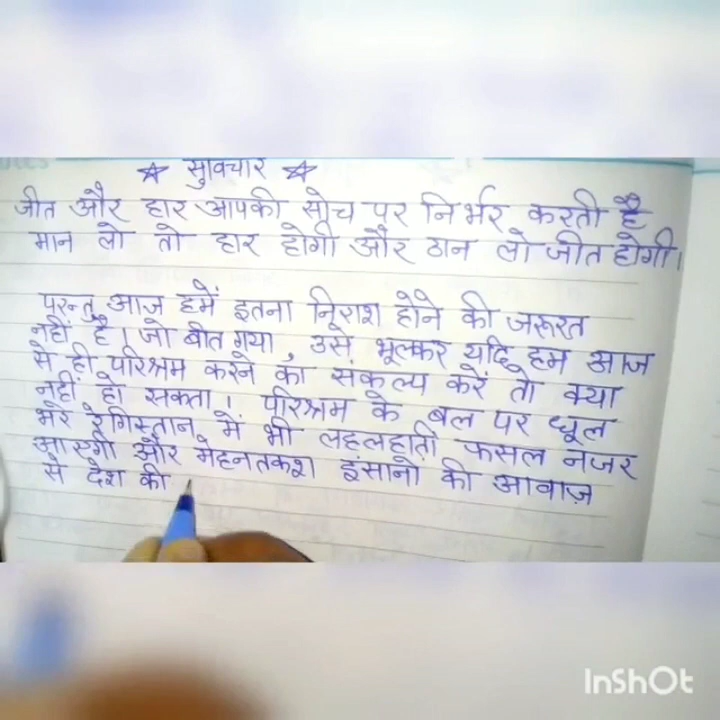 ☆ सुविचार ☆
जीत और हार आपकी सोच पर निर्भर करती है
मान लो तो हार होगी और ठान लो जीत होगी।
परन्तु आज हमें इतना निराश होने की जरूरत
नहीं है, जो बीत गया, उसे भूलकर यदि हम आज
से ही परिश्रम करने का संकल्प करें तो क्या
नहीं हो सकता। परिश्रम के बल पर धूल
भरे रेगिस्तान में भी लहलहाती फसल नजर
आएगी और मेहनतकश इंसानों की आवाज़
से देश की
InShOt